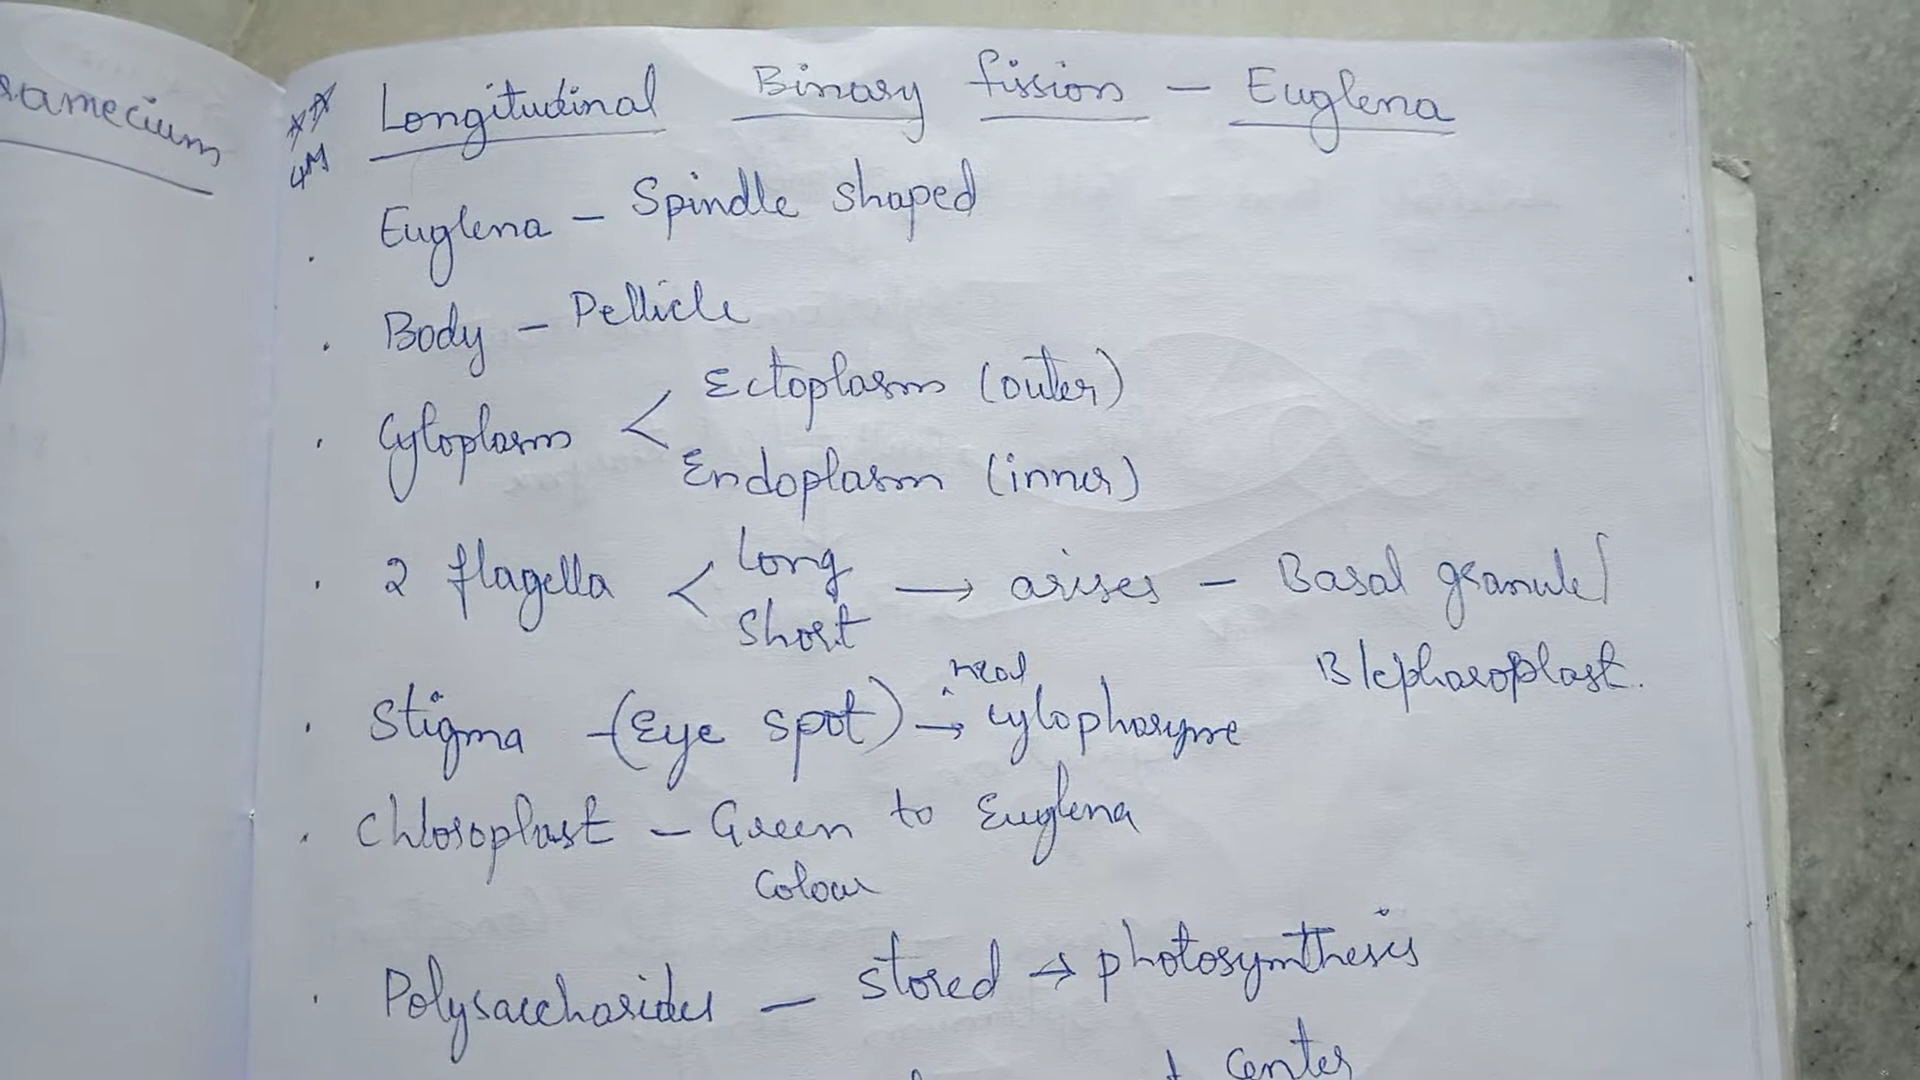 ramecium
** Longitudinal Binary fission - Euglena
4M
. Euglena - Spindle shaped
. Body - Pellicle
. Cytoplasm < Ectoplasm (outer)
Endoplasm (inner)
. 2 flagella < long → arises - Basal granule/
short
Blepharoplast.
. Stigma - (Eye spot) → near cytopharynx
. Chloroplast - Green to Euglena
Colour
. Polysaccharides - stored → photosynthesis
center